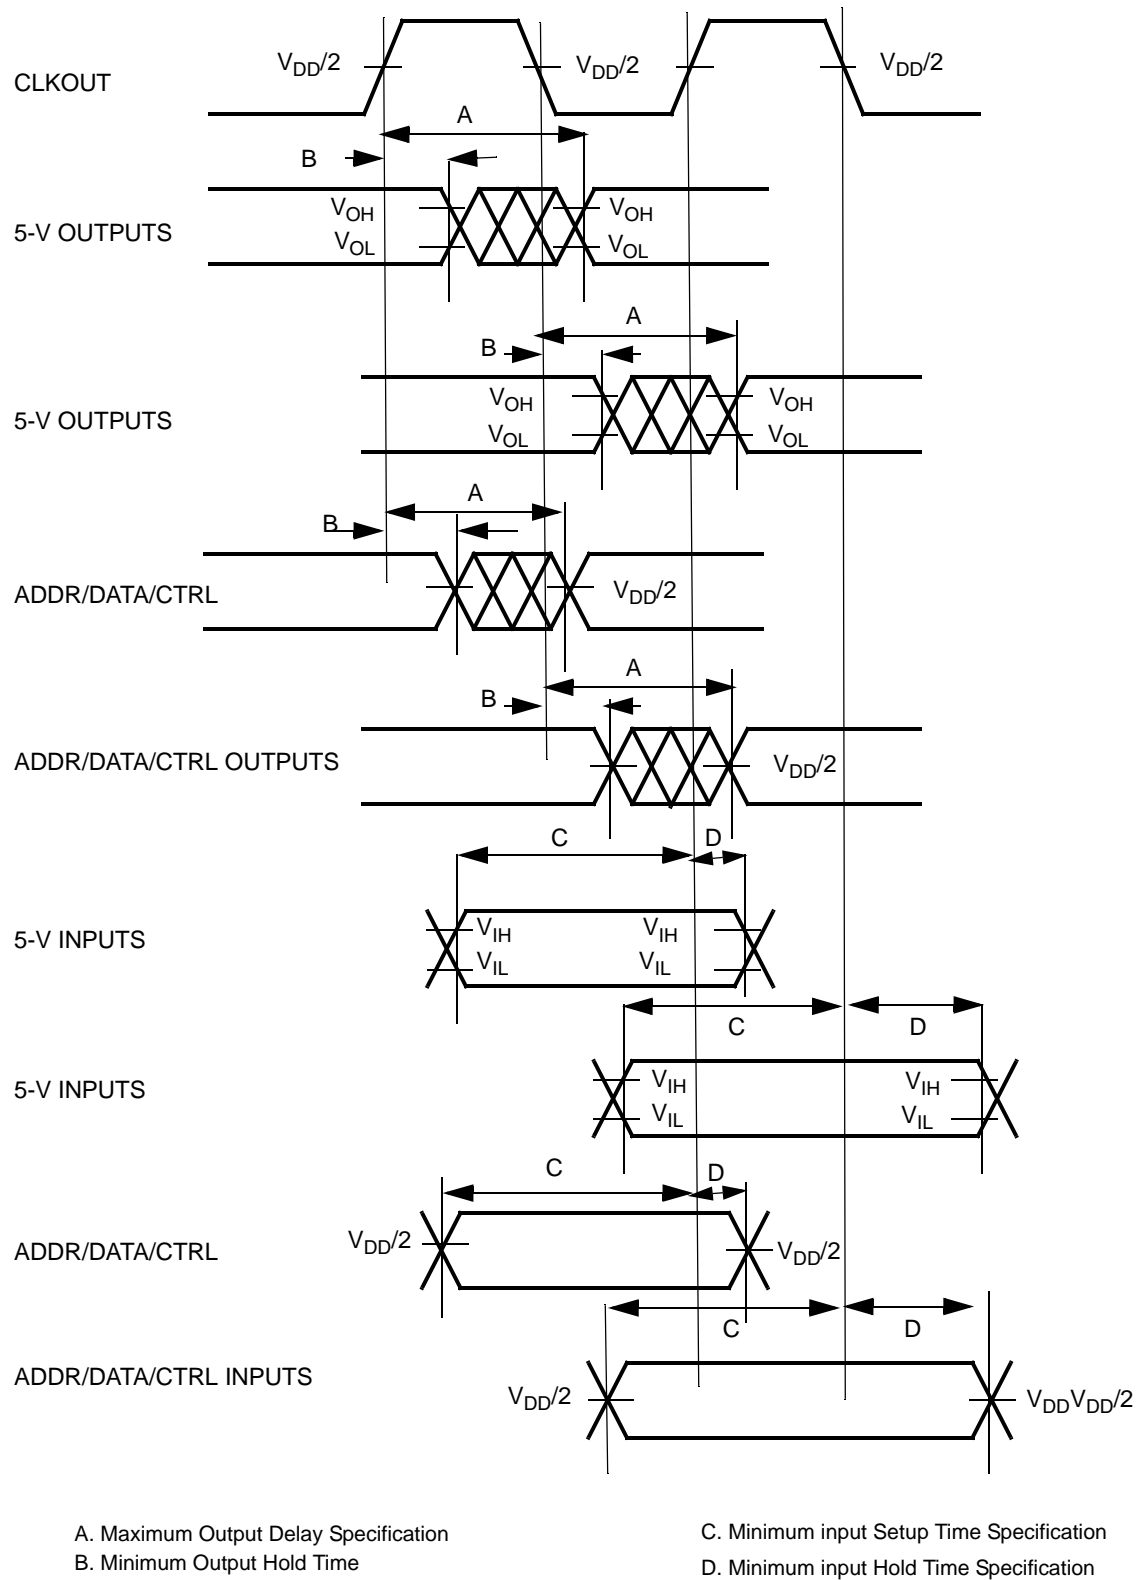 V_DD/2 V_DD/2 V_DD/2
CLKOUT
A
B
V_OH V_OH
5-V OUTPUTS
V_OL V_OL
A
B
V_OH V_OH
5-V OUTPUTS
V_OL V_OL
A
B
ADDR/DATA/CTRL V_DD/2
A
B
ADDR/DATA/CTRL OUTPUTS V_DD/2
C D
V_IH V_IH
5-V INPUTS
V_IL V_IL
C D
V_IH V_IH
5-V INPUTS
V_IL V_IL
C D
ADDR/DATA/CTRL V_DD/2 V_DD/2
C D
ADDR/DATA/CTRL INPUTS
V_DD/2 V_DDV_DD/2
A. Maximum Output Delay Specification
B. Minimum Output Hold Time
C. Minimum input Setup Time Specification
D. Minimum input Hold Time Specification